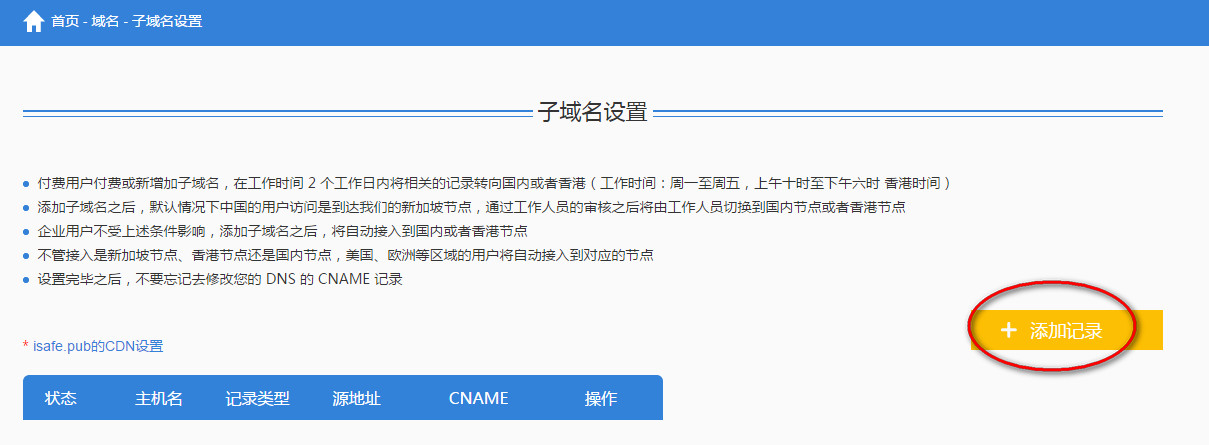 首页 - 域名 - 子域名设置
子域名设置
付费用户付费或新增加子域名，在工作时间 2 个工作日内将相关的记录转向国内或者香港（工作时间：周一至周五，上午十时至下午六时 香港时间）
添加子域名之后，默认情况下中国的用户访问是到达我们的新加坡节点，通过工作人员的审核之后将由工作人员切换到国内节点或者香港节点
企业用户不受上述条件影响，添加子域名之后，将自动接入到国内或者香港节点
不管接入是新加坡节点、香港节点还是国内节点，美国、欧洲等区域的用户将自动接入到对应的节点
设置完毕之后，不要忘记去修改您的 DNS 的 CNAME 记录
+ 添加记录
* isafe.pub的CDN设置
状态 主机名 记录类型 源地址 CNAME 操作